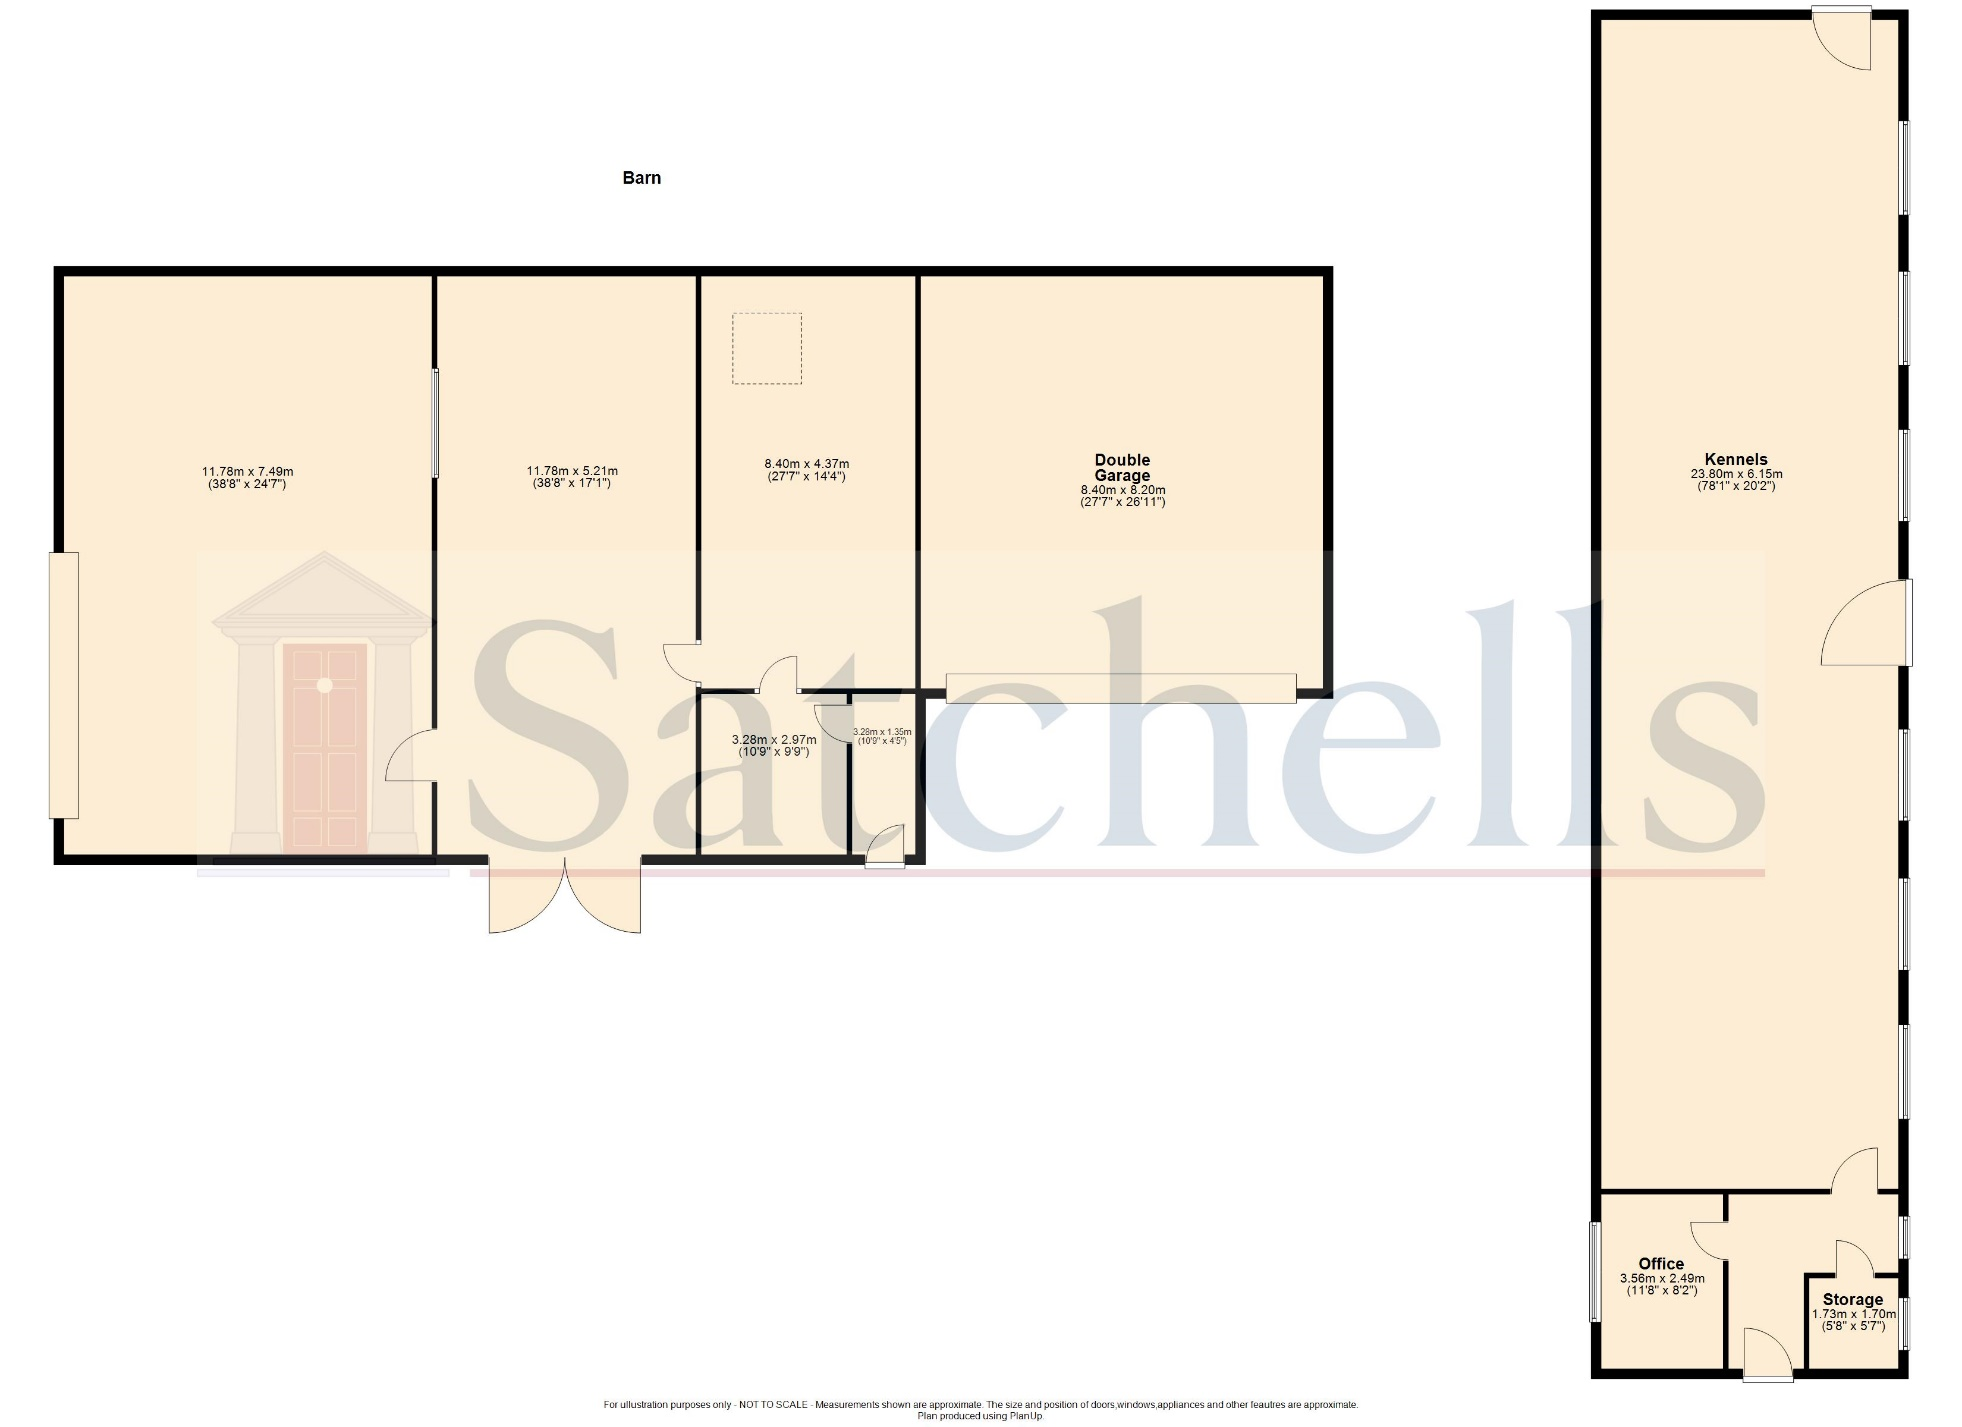 Barn
11.78m x 7.49m
(38'8" x 24'7")
11.78m x 5.21m
(38'8" x 17'1")
8.40m x 4.37m
(27'7" x 14'4")
Double
Garage
8.40m x 8.20m
(27'7" x 26'11")
3.28m x 2.97m
(10'9" x 9'9")
3.28m x 1.35m
(10'9" x 4'5")
Kennels
23.80m x 6.15m
(78'1" x 20'2")
Office
3.56m x 2.49m
(11'8" x 8'2")
Storage
1.73m x 1.70m
(5'8" x 5'7")
Satchells
For ullustration purposes only - NOT TO SCALE - Measurements shown are approximate. The size and position of doors,windows,appliances and other feautres are approximate.
Plan produced using PlanUp.